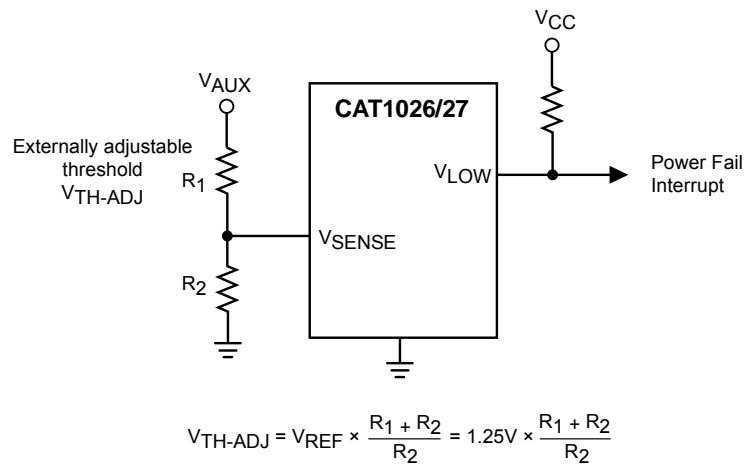 VCC
VAUX
CAT1026/27
Externally adjustable
threshold
VTH-ADJ
R1
VLOW
Power Fail
Interrupt
VSENSE
R2
VTH-ADJ = VREF × (R1 + R2)/R2 = 1.25V × (R1 + R2)/R2